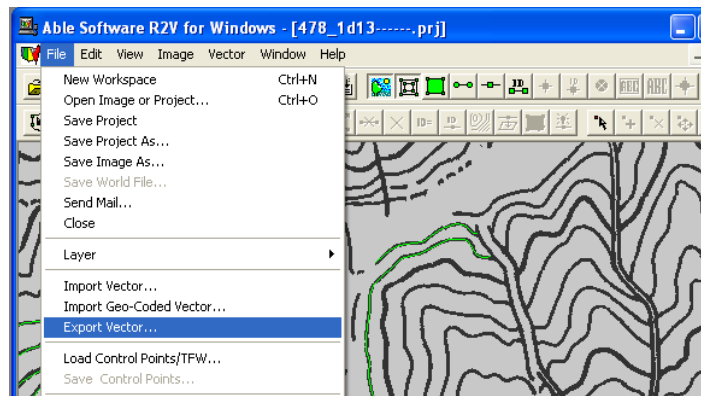 Able Software R2V for Windows - [478_1d13------.prj]
File Edit View Image Vector Window Help
New Workspace Ctrl+N
Open Image or Project... Ctrl+O
Save Project
Save Project As...
Save Image As...
Save World File...
Send Mail...
Close
Layer
Import Vector...
Import Geo-Coded Vector...
Export Vector...
Load Control Points/TFW...
Save Control Points...
ID
ID=